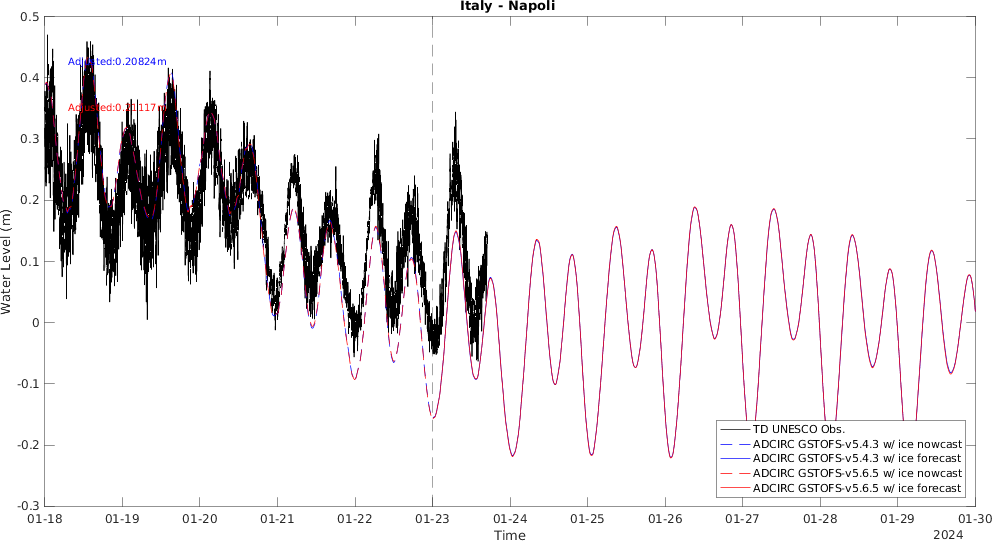 Italy - Napoli
0.5
0.4
0.3
0.2
0.1
0
-0.1
-0.2
-0.3
Water Level (m)
Adjusted:0.20824m
Adjusted:0.21117m
TD UNESCO Obs.
ADCIRC GSTOFS-v5.4.3 w/ ice nowcast
ADCIRC GSTOFS-v5.4.3 w/ ice forecast
ADCIRC GSTOFS-v5.6.5 w/ ice nowcast
ADCIRC GSTOFS-v5.6.5 w/ ice forecast
01-18 01-19 01-20 01-21 01-22 01-23 01-24 01-25 01-26 01-27 01-28 01-29 01-30
Time
2024